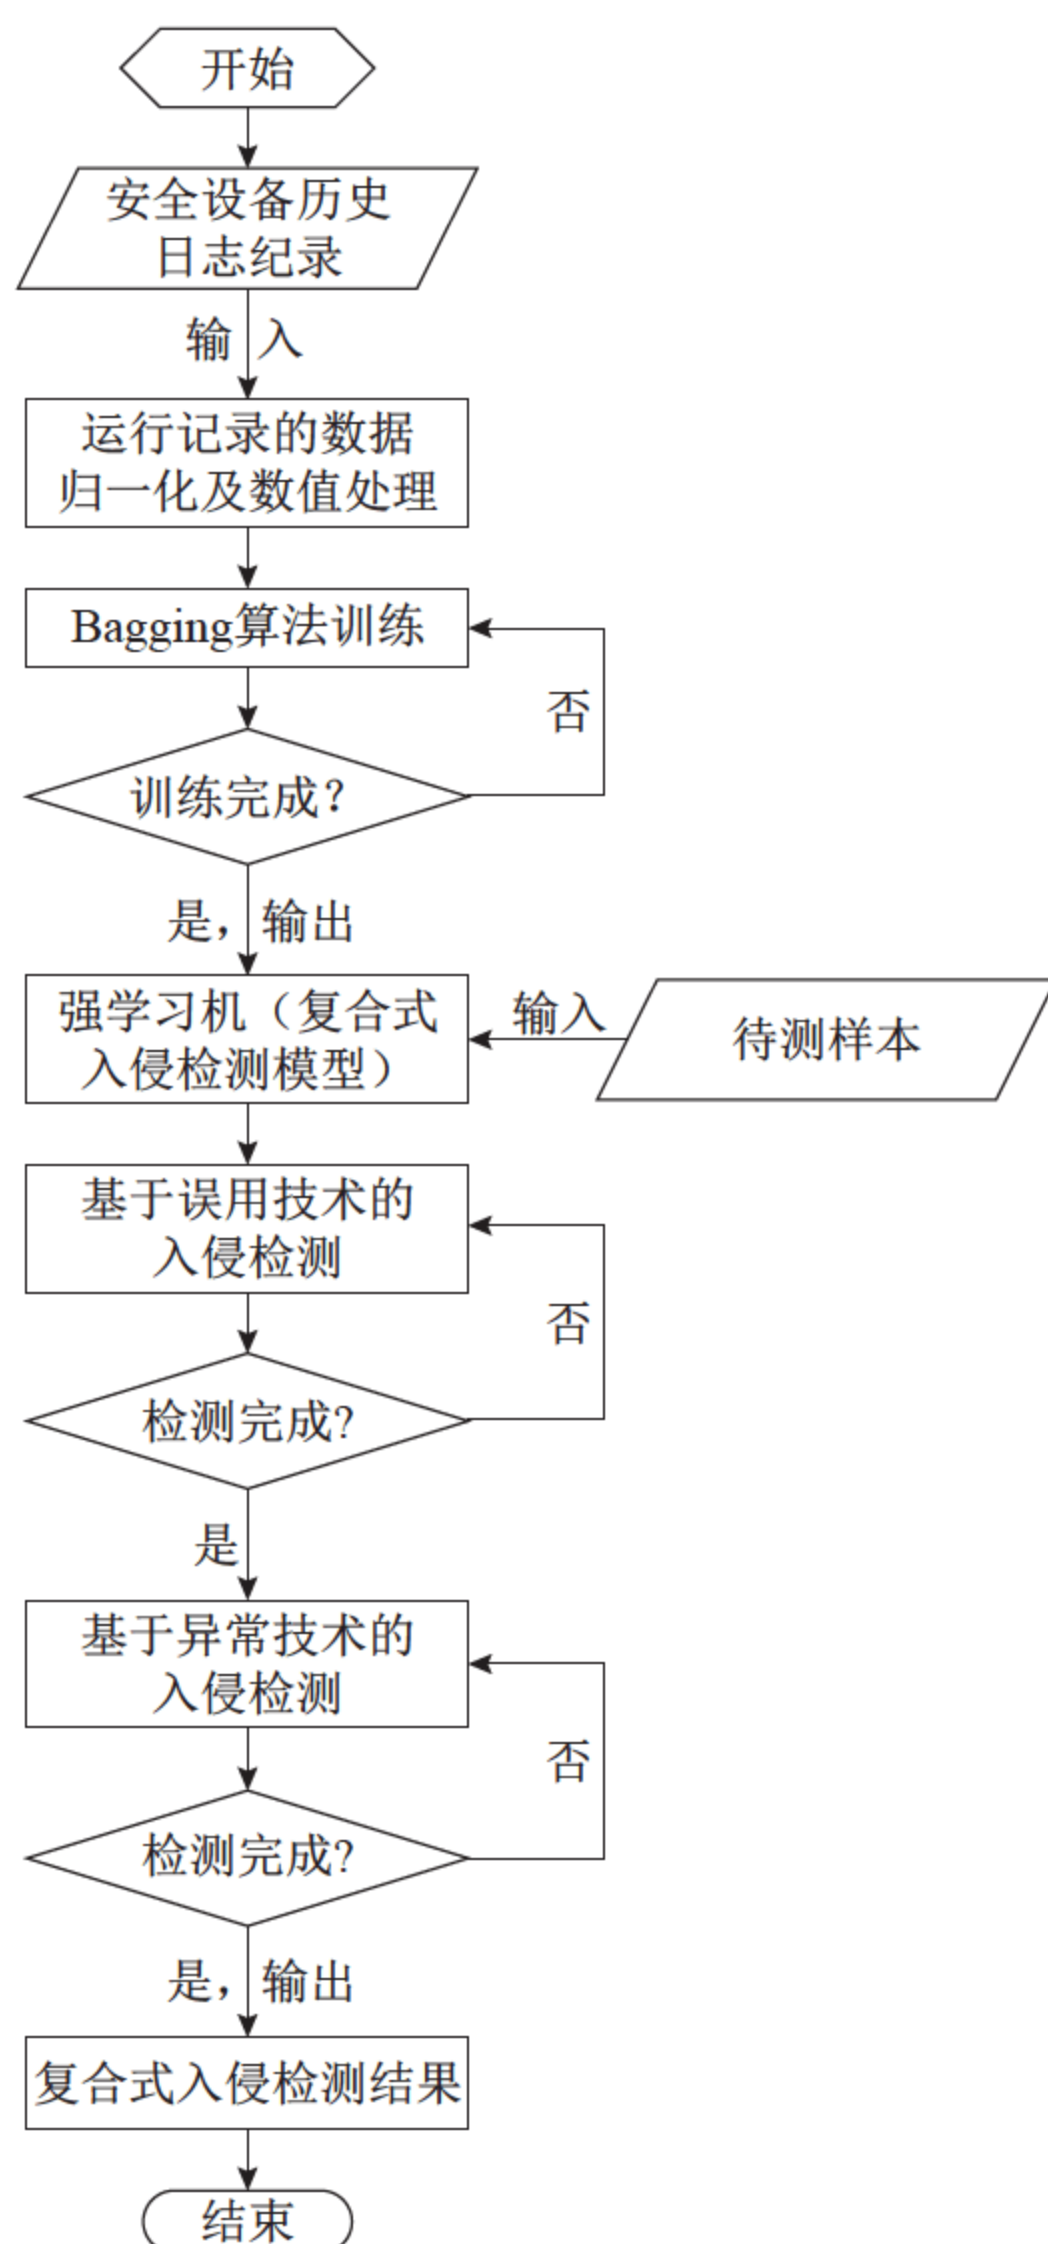 开始
安全设备历史
日志纪录
输入
运行记录的数据
归一化及数值处理
Bagging算法训练
否
训练完成？
是，输出
强学习机（复合式
入侵检测模型）
输入
待测样本
基于误用技术的
入侵检测
否
检测完成?
是
基于异常技术的
入侵检测
否
检测完成?
是，输出
复合式入侵检测结果
结束